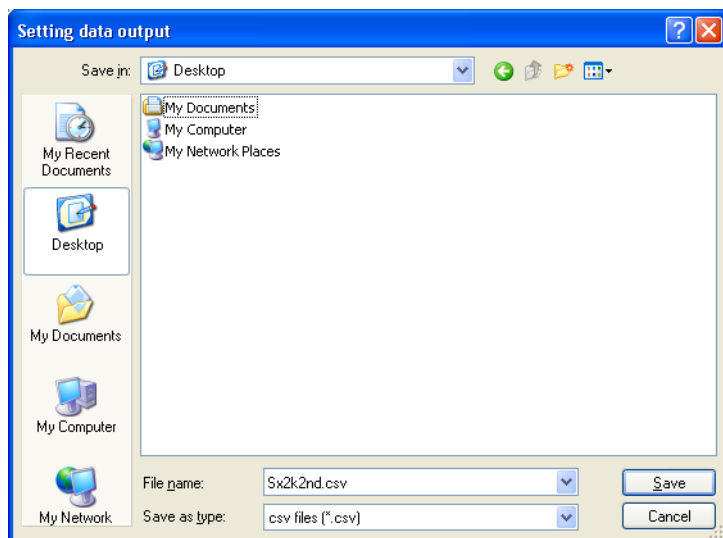 Setting data output
Save in:
Desktop
My Recent
Documents
Desktop
My Documents
My Computer
My Network
My Documents
My Computer
My Network Places
File name:
Sx2k2nd.csv
Save
Save as type:
csv files (*.csv)
Cancel